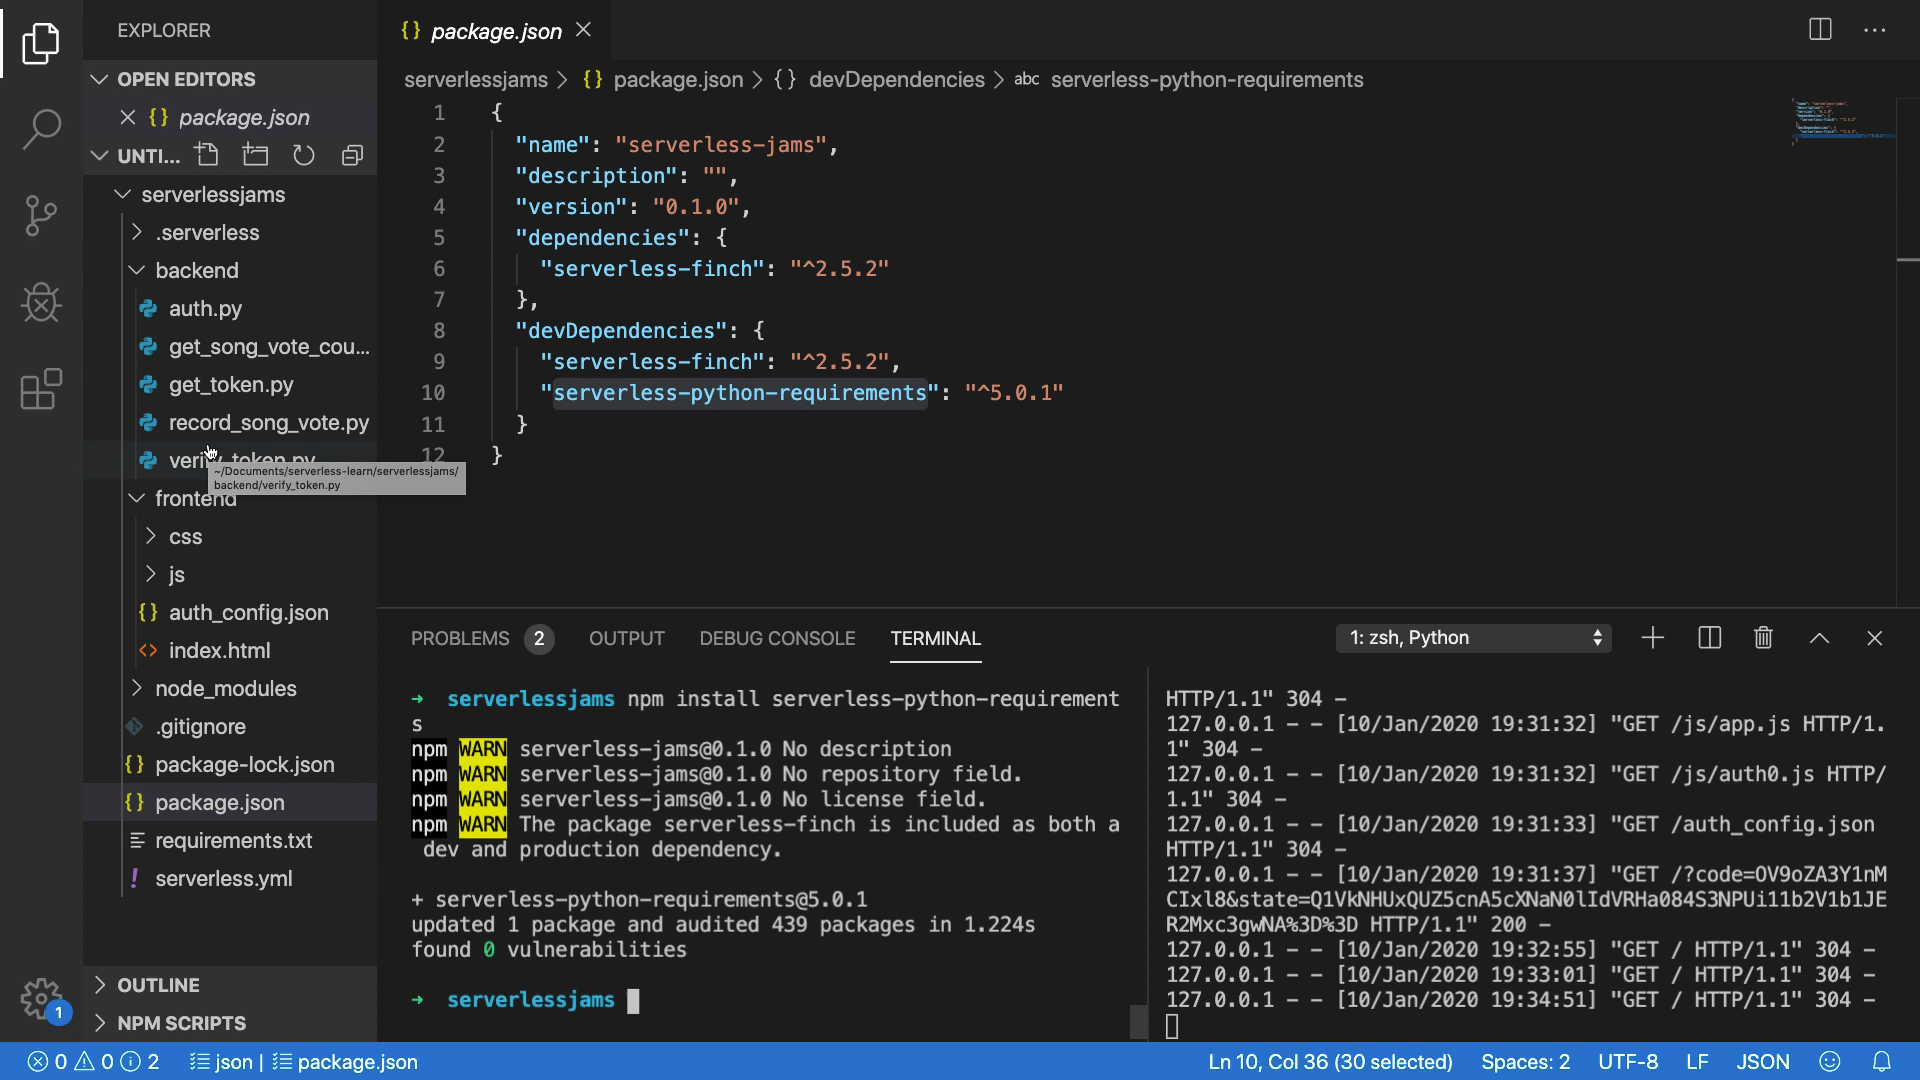 EXPLORER
OPEN EDITORS
package.json
UNTI...
serverlessjams
.serverless
backend
auth.py
get_song_vote_cou...
get_token.py
record_song_vote.py
verify_token.py
~/Documents/serverless-learn/serverlessjams/
backend/verify_token.py
frontend
css
js
{} auth_config.json
<> index.html
node_modules
.gitignore
{} package-lock.json
{} package.json
requirements.txt
! serverless.yml
OUTLINE
NPM SCRIPTS
{} package.json
serverlessjams > {} package.json > {} devDependencies > abc serverless-python-requirements
1 {
2 "name": "serverless-jams",
3 "description": "",
4 "version": "0.1.0",
5 "dependencies": {
6 "serverless-finch": "^2.5.2"
7 },
8 "devDependencies": {
9 "serverless-finch": "^2.5.2",
10 "serverless-python-requirements": "^5.0.1"
11 }
12 }
PROBLEMS 2 OUTPUT DEBUG CONSOLE TERMINAL 1: zsh, Python
→ serverlessjams npm install serverless-python-requirement
s
npm WARN serverless-jams@0.1.0 No description
npm WARN serverless-jams@0.1.0 No repository field.
npm WARN serverless-jams@0.1.0 No license field.
npm WARN The package serverless-finch is included as both a
dev and production dependency.
+ serverless-python-requirements@5.0.1
updated 1 package and audited 439 packages in 1.224s
found 0 vulnerabilities
→ serverlessjams
HTTP/1.1" 304 -
127.0.0.1 - - [10/Jan/2020 19:31:32] "GET /js/app.js HTTP/1.
1" 304 -
127.0.0.1 - - [10/Jan/2020 19:31:32] "GET /js/auth0.js HTTP/
1.1" 304 -
127.0.0.1 - - [10/Jan/2020 19:31:33] "GET /auth_config.json
HTTP/1.1" 304 -
127.0.0.1 - - [10/Jan/2020 19:31:37] "GET /?code=OV9oZA3Y1nM
CIxl8&state=Q1VkNHUxQUZ5cnA5cXNaN0lIdVRHa084S3NPUi11b2V1b1JE
R2Mxc3gwNA%3D%3D HTTP/1.1" 200 -
127.0.0.1 - - [10/Jan/2020 19:32:55] "GET / HTTP/1.1" 304 -
127.0.0.1 - - [10/Jan/2020 19:33:01] "GET / HTTP/1.1" 304 -
127.0.0.1 - - [10/Jan/2020 19:34:51] "GET / HTTP/1.1" 304 -
1
0 0 2 json | package.json Ln 10, Col 36 (30 selected) Spaces: 2 UTF-8 LF JSON